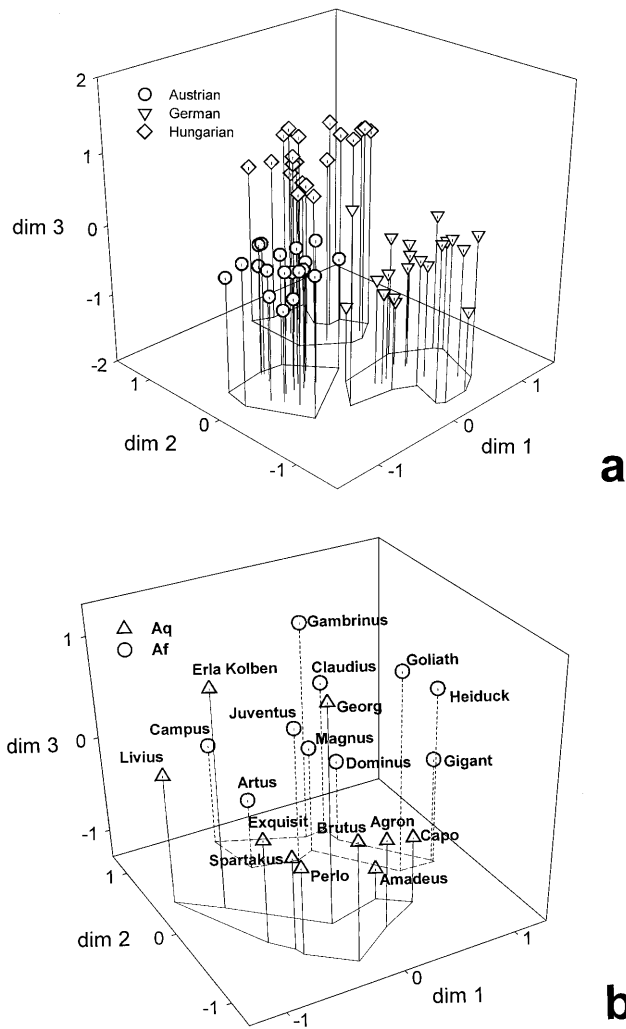 2
Austrian
German
Hungarian
1
dim 3
0
-1
-2
1
1
dim 2
0
0
dim 1
-1
-1
a
Aq
Af
1
Gambrinus
Erla Kolben
Claudius
Goliath
Heiduck
Georg
Juventus
Campus
Magnus
dim 3
0
Livius
Dominus
Gigant
Artus
Exquisit
Brutus
Agron
Capo
-1
Spartakus
Perlo
Amadeus
1
dim 2
0
1
0
dim 1
-1
-1
b